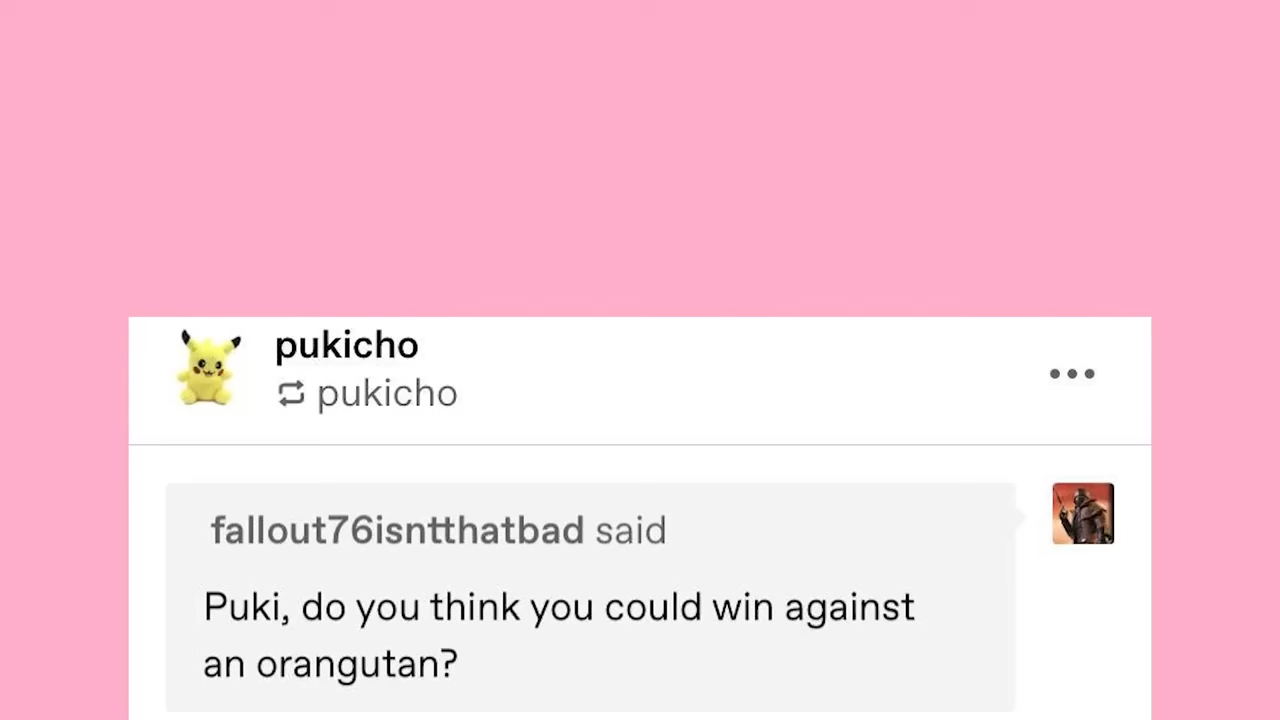 pukicho
pukicho
fallout76isntthatbad said
Puki, do you think you could win against
an orangutan?